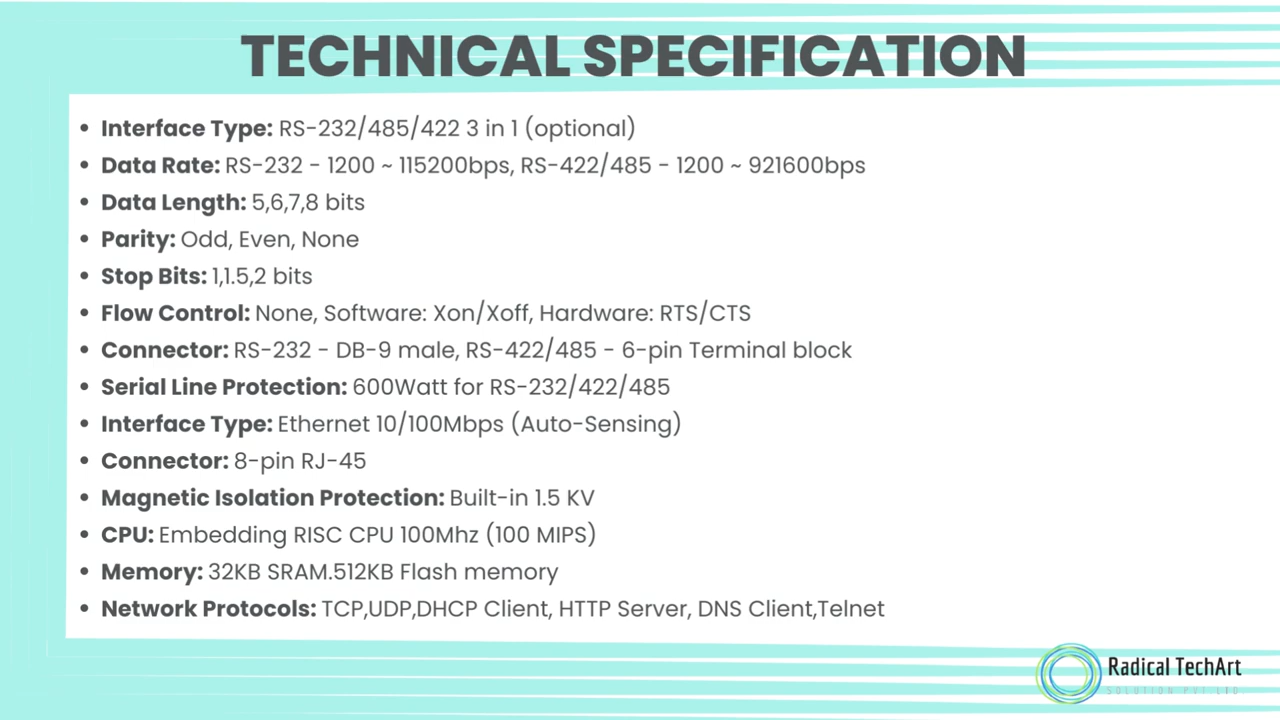 TECHNICAL SPECIFICATION
• Interface Type: RS-232/485/422 3 in 1 (optional)
• Data Rate: RS-232 - 1200 ~ 115200bps, RS-422/485 - 1200 ~ 921600bps
• Data Length: 5,6,7,8 bits
• Parity: Odd, Even, None
• Stop Bits: 1,1.5,2 bits
• Flow Control: None, Software: Xon/Xoff, Hardware: RTS/CTS
• Connector: RS-232 - DB-9 male, RS-422/485 - 6-pin Terminal block
• Serial Line Protection: 600Watt for RS-232/422/485
• Interface Type: Ethernet 10/100Mbps (Auto-Sensing)
• Connector: 8-pin RJ-45
• Magnetic Isolation Protection: Built-in 1.5 KV
• CPU: Embedding RISC CPU 100Mhz (100 MIPS)
• Memory: 32KB SRAM.512KB Flash memory
• Network Protocols: TCP,UDP,DHCP Client, HTTP Server, DNS Client,Telnet
Radical TechArt
SOLUTION PVT LTD